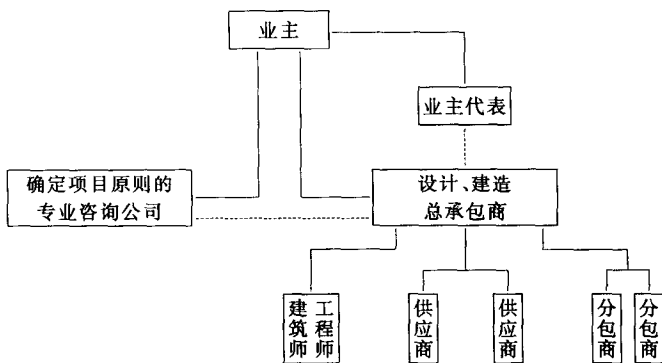 业主
业主代表
确定项目原则的
专业咨询公司
设计、建造
总承包商
建筑师
工程师
供应商
供应商
分包商
分包商